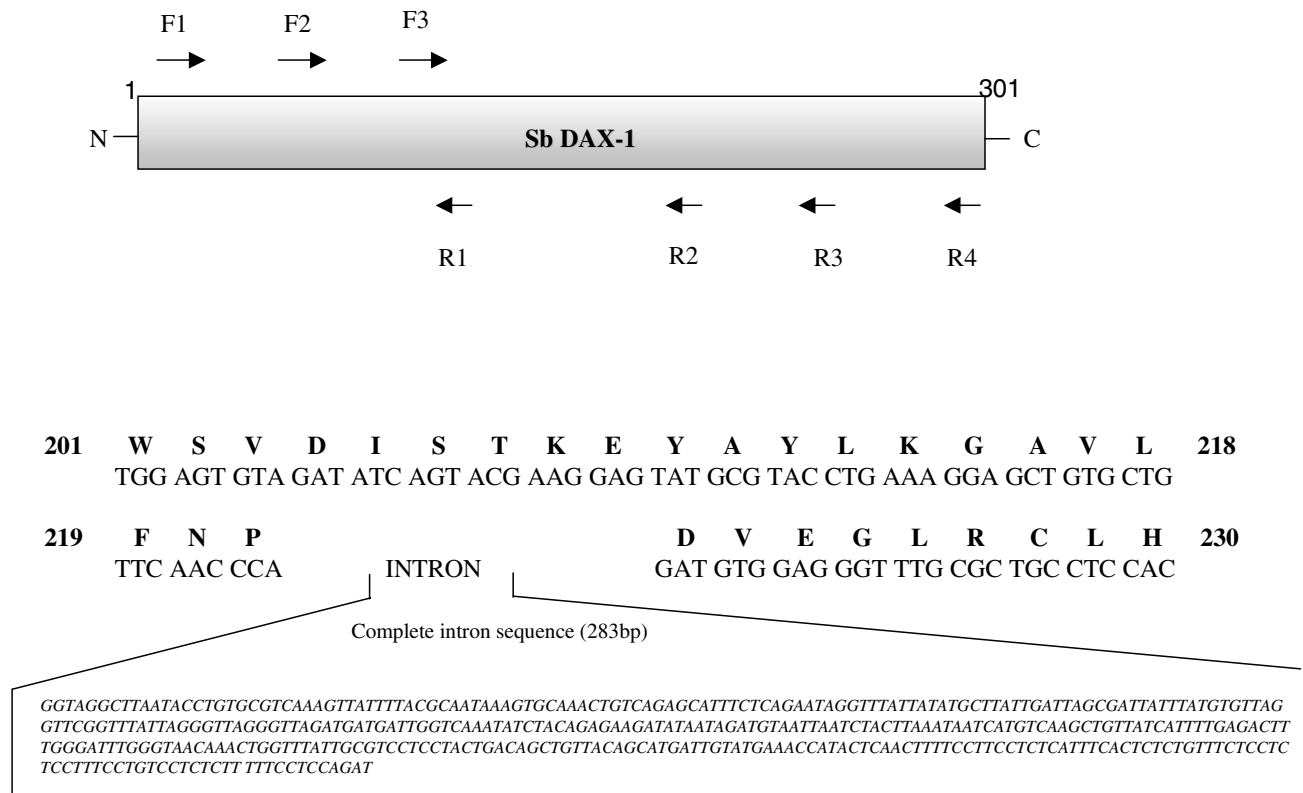 F1 F2 F3
1 301
N Sb DAX-1 C
R1 R2 R3 R4
201 W S V D I S T K E Y A Y L K G A V L 218
TGG AGT GTA GAT ATC AGT ACG AAG GAG TAT GCG TAC CTG AAA GGA GCT GTG CTG
219 F N P D V E G L R C L H 230
TTC AAC CCA INTRON GAT GTG GAG GGT TTG CGC TGC CTC CAC
Complete intron sequence (283bp)
GGTAGGCTTAATACCTGTGCGTCAAAGTTATTTTACGCAATAAAGTGCAAACTGTCAGAGCATTTCTCAGAATAGGTTTATTATATGCTTATTGATTAGCGATTATTTATGTGTTAG
GTTCGGTTTATTAGGGTTAGGGTTAGATGATGATTGGTCAAATATCTACAGAGAAGATATAATAGATGTAATTAATCTACTTAAATAATCATGTCAAGCTGTTATCATTTTGAGACTT
TGGGATTTGGGTAACAAACTGGTTTATTGCGTCCTCCTACTGACAGCTGTTACAGCATGATTGTATGAAACCATACTCAACTTTTCCTTCCTCTCATTTCACTCTCTGTTTCTCCTC
TCCTTTCCTGTCCTCTCTT TTTCCTCCAGAT